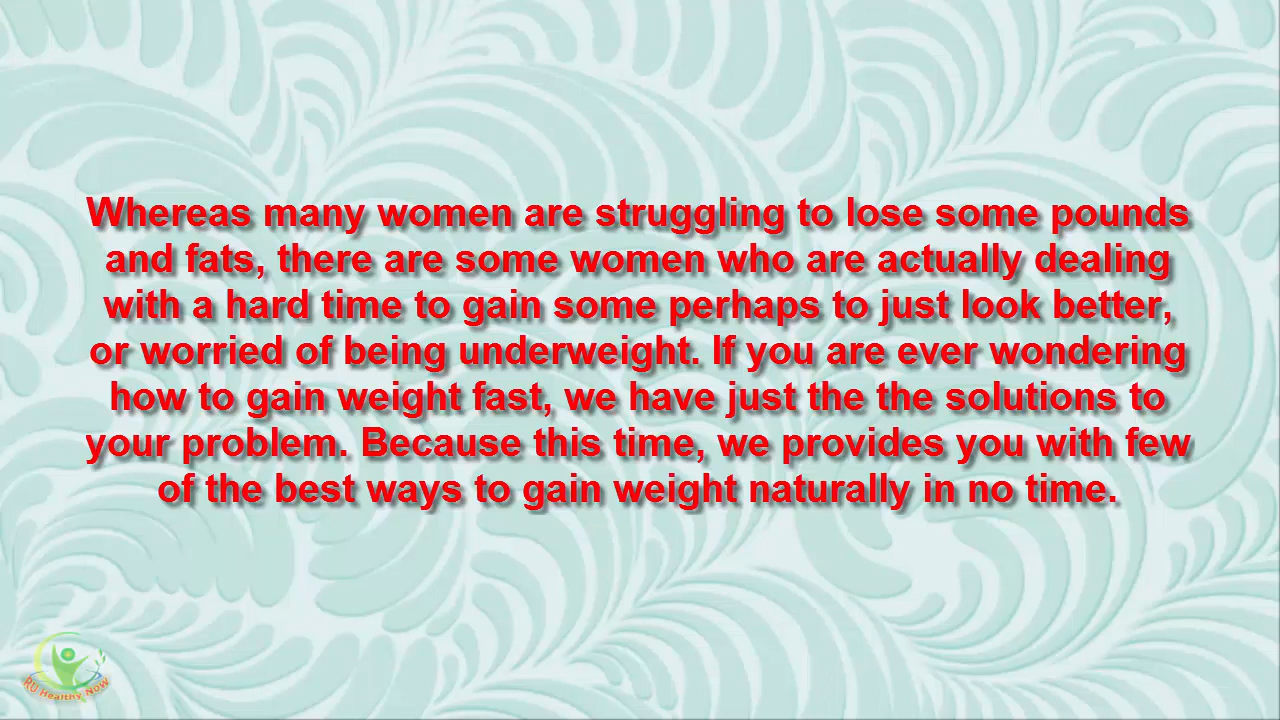 Whereas many women are struggling to lose some pounds
and fats, there are some women who are actually dealing
with a hard time to gain some perhaps to just look better,
or worried of being underweight. If you are ever wondering
how to gain weight fast, we have just the the solutions to
your problem. Because this time, we provides you with few
of the best ways to gain weight naturally in no time.
RU Healthy Now